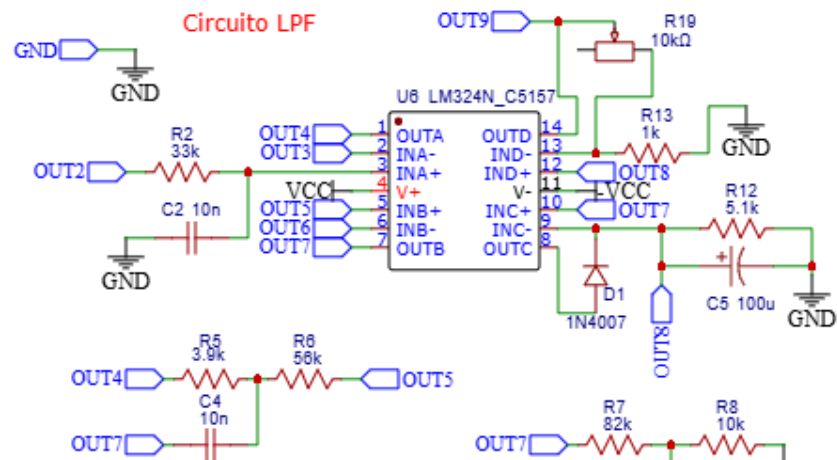 Circuito LPF
OUT9
R19
10kΩ
GND
GND
U6 LM324N_C5157
R13
1k
GND
OUT4 1 OUTA OUTD 14
OUT3 2 INA- IND- 13
R2
33k
OUT2
3 INA+ IND+ 12 OUT8
VCC 4 V+ V- 11 -VCC
OUT5 5 INB+ INC+ 10 OUT7
OUT6 6 INB- INC- 9
OUT7 7 OUTB OUTC 8
C2 10n
GND
R12
5.1k
+
C5 100u
GND
D1
1N4007
OUT8
R5
3.9k
R6
56k
OUT4
OUT5
C4
10n
OUT7
OUT7
R7
82k
R8
10k